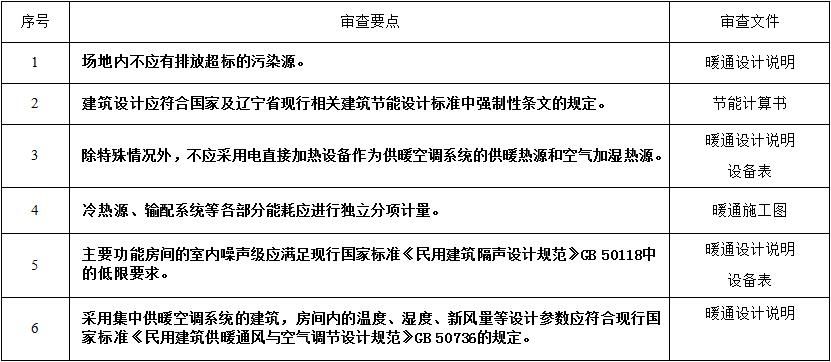 序号 审查要点 审查文件
1 场地内不应有排放超标的污染源。 暖通设计说明
2 建筑设计应符合国家及辽宁省现行相关建筑节能设计标准中强制性条文的规定。 节能计算书
3 除特殊情况外，不应采用电直接加热设备作为供暖空调系统的供暖热源和空气加湿热源。 暖通设计说明
设备表
4 冷热源、输配系统等各部分能耗应进行独立分项计量。 暖通施工图
5 主要功能房间的室内噪声级应满足现行国家标准《民用建筑隔声设计规范》GB 50118中 暖通设计说明
的低限要求。 设备表
6 采用集中供暖空调系统的建筑，房间内的温度、湿度、新风量等设计参数应符合现行国 暖通设计说明
家标准《民用建筑供暖通风与空气调节设计规范》GB 50736的规定。